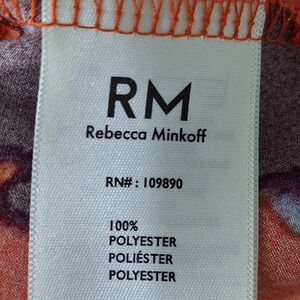 RM
Rebecca Minkoff
RN# : 109890
100%
POLYESTER
POLIÉSTER
POLYESTER